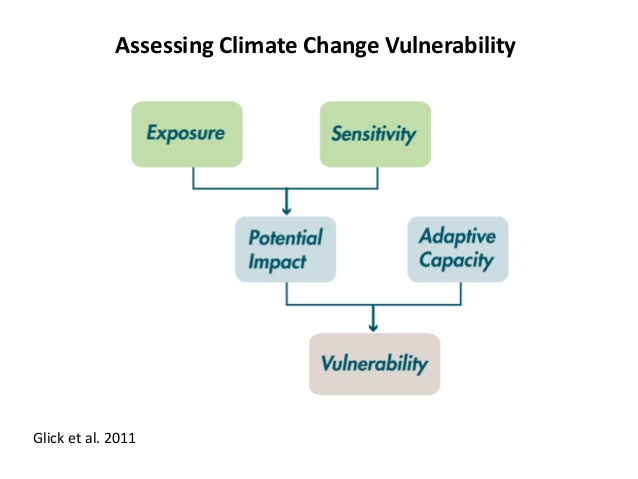 Assessing Climate Change Vulnerability
Exposure
Sensitivity
Potential
Impact
Adaptive
Capacity
Vulnerability
Glick et al. 2011